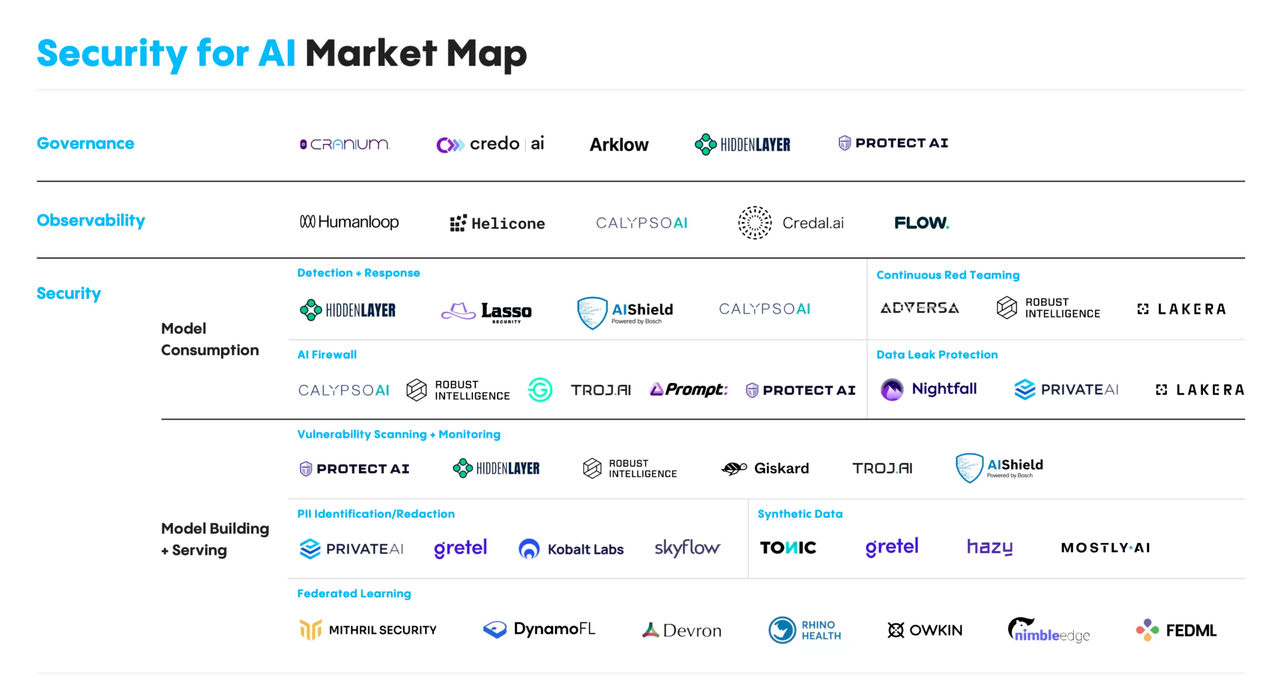 Security for AI Market Map
Governance
CRANIUM
credo | ai
Arklow
HIDDENLAYER
PROTECT AI
Observability
Humanloop
Helicone
CALYPSOAI
Credal.ai
FLOW.
Security
Model
Consumption
Detection + Response
HIDDENLAYER
Lasso
SECURITY
AIShield
Powered by Bosch
CALYPSOAI
Continuous Red Teaming
ADVERSA
ROBUST
INTELLIGENCE
LAKERA
AI Firewall
CALYPSOAI
ROBUST
INTELLIGENCE
G
TROJ.AI
Prompt:
PROTECT AI
Data Leak Protection
Nightfall
PRIVATEAI
LAKERA
Model Building
+ Serving
Vulnerability Scanning + Monitoring
PROTECT AI
HIDDENLAYER
ROBUST
INTELLIGENCE
Giskard
TROJ.AI
AIShield
Powered by Bosch
PII Identification/Redaction
PRIVATEAI
gretel
Kobalt Labs
skyflow
Synthetic Data
TONIC
gretel
hazy
MOSTLY•AI
Federated Learning
MITHRIL SECURITY
DynamoFL
Devron
RHINO
HEALTH
OWKIN
nimbleedge
FEDML